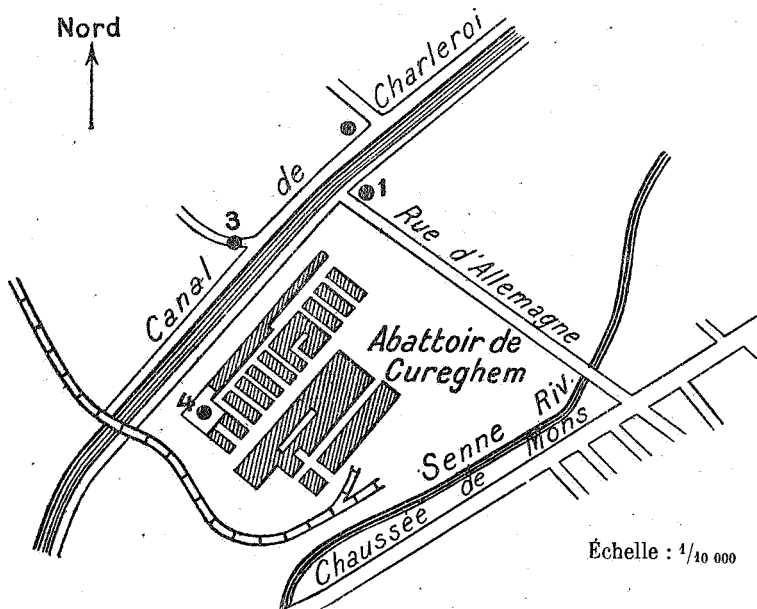 Nord
Canal de Charleroi
1
3
Rue d'Allemagne
Abattoir de
Cureghem
4
Senne Riv.
Chaussée de Mons
Échelle : 1/10 000